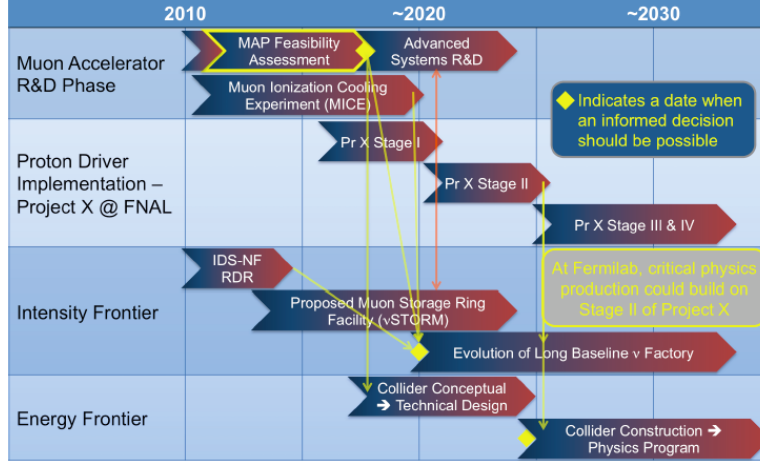 2010
~2020
~2030
Muon Accelerator
R&D Phase
MAP Feasibility
Assessment
Advanced
Systems R&D
Muon Ionization Cooling
Experiment (MICE)
Indicates a date when
an informed decision
should be possible
Proton Driver
Implementation –
Project X @ FNAL
Pr X Stage I
Pr X Stage II
Pr X Stage III & IV
Intensity Frontier
IDS-NF
RDR
At Fermilab, critical physics
production could build on
Stage II of Project X
Proposed Muon Storage Ring
Facility (νSTORM)
Evolution of Long Baseline ν Factory
Energy Frontier
Collider Conceptual
➔ Technical Design
Collider Construction ➔
Physics Program